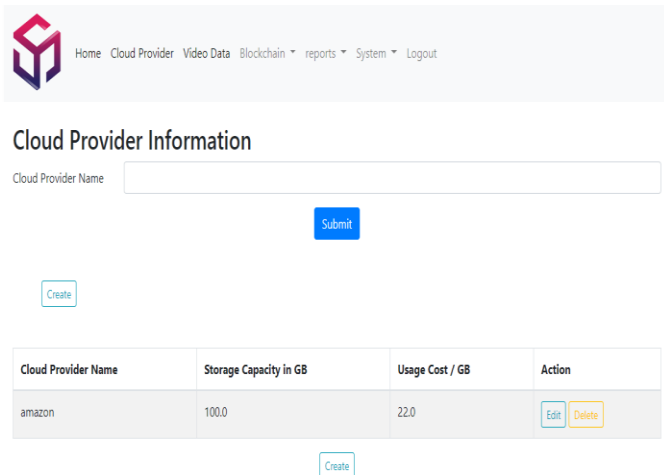 Home Cloud Provider Video Data Blockchain reports System Logout
Cloud Provider Information
Cloud Provider Name
Submit
Create
Cloud Provider Name Storage Capacity in GB Usage Cost / GB Action
amazon 100.0 22.0 Edit Delete
Create